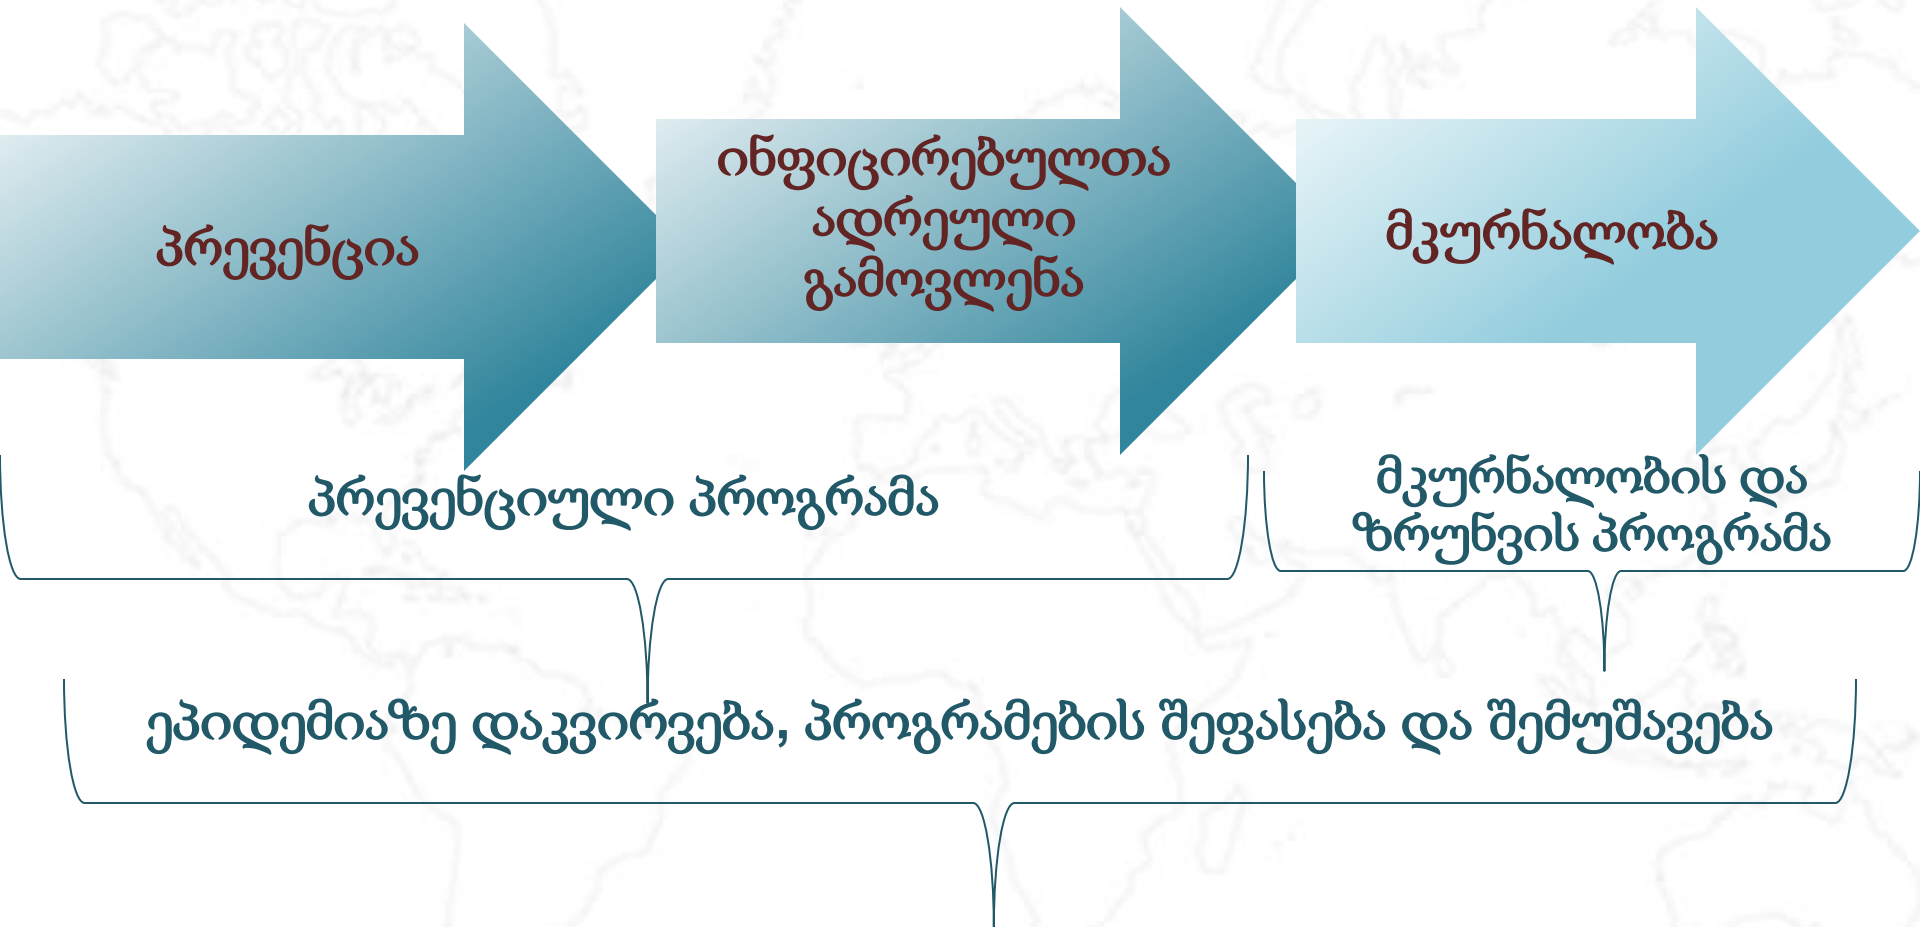 პრევენცია
ინფიცირებულთა
ადრეული
გამოვლენა
მკურნალობა
პრევენციული პროგრამა
მკურნალობის და
ზრუნვის პროგრამა
ეპიდემიაზე დაკვირვება, პროგრამების შეფასება და შემუშავება